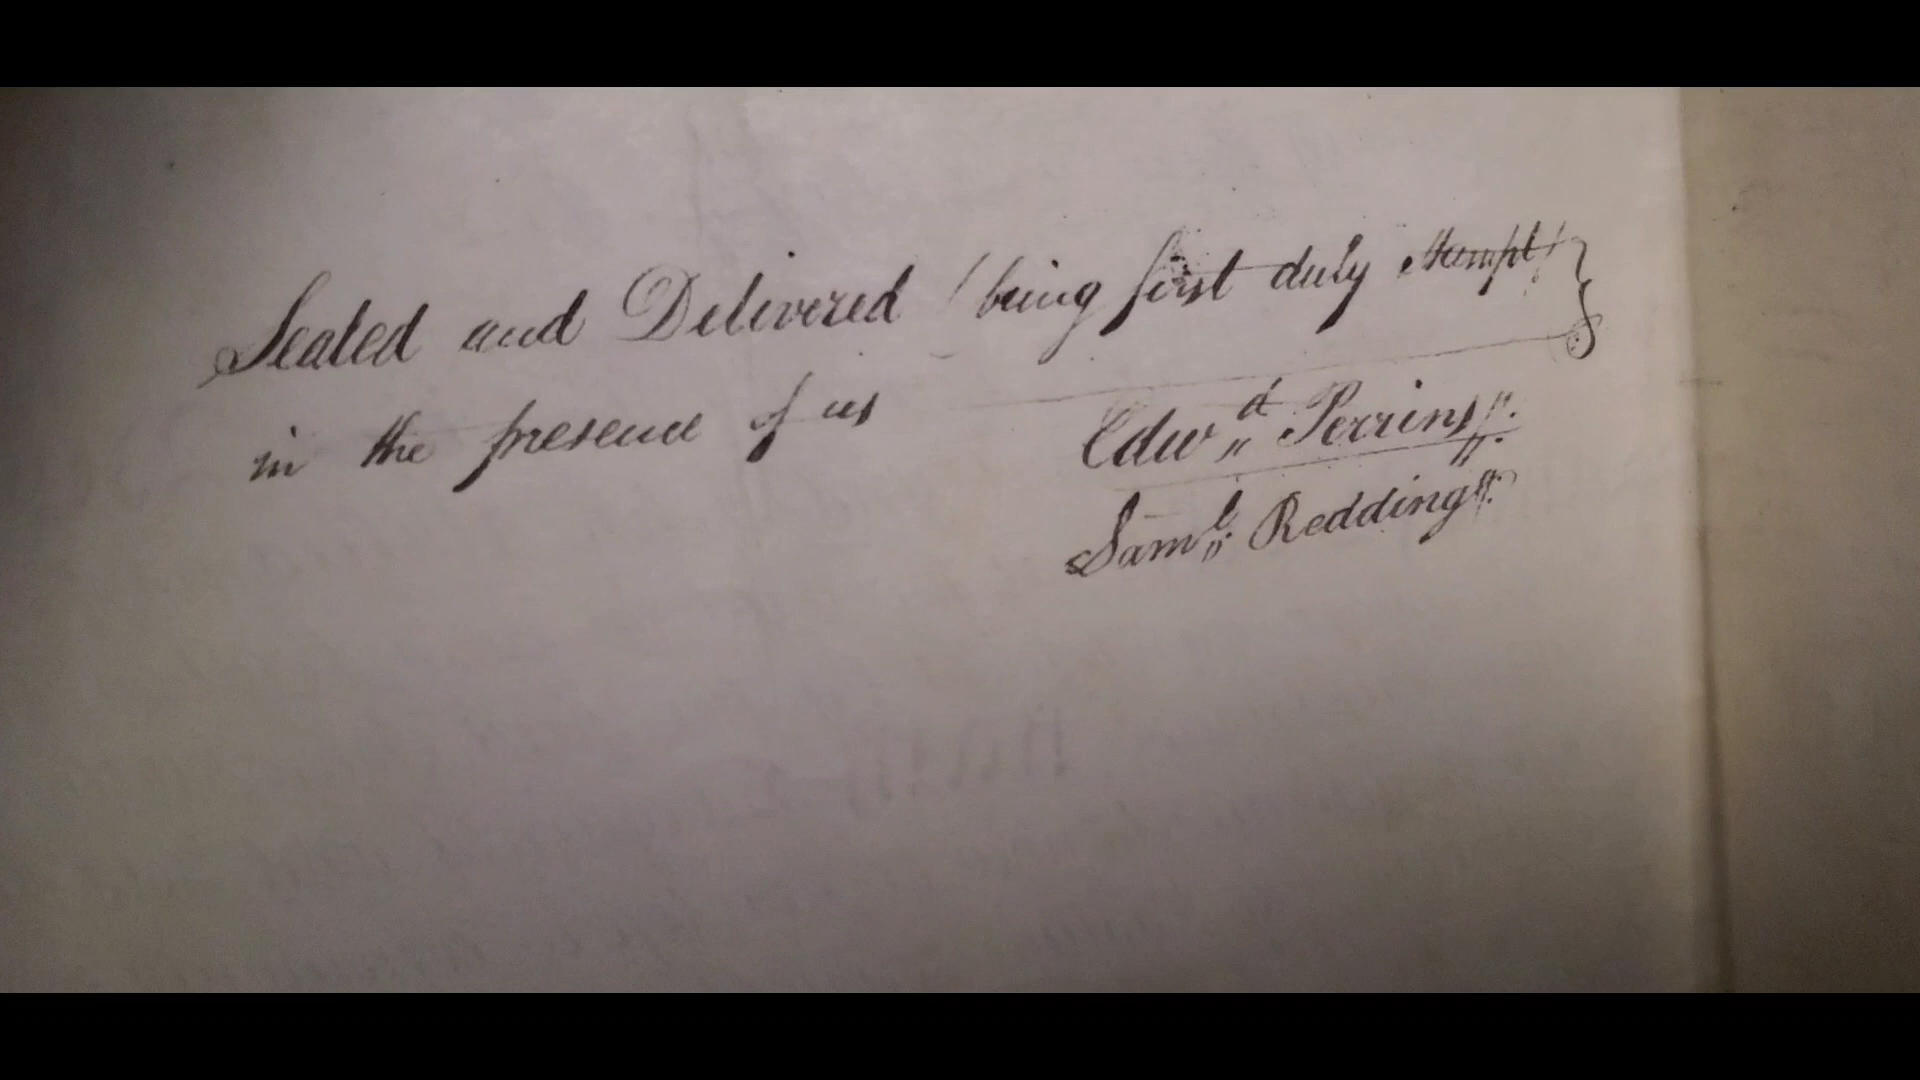 Sealed and Delivered (being first duly stampt)
in the presence of us
Edwd Perrins
Saml Redding